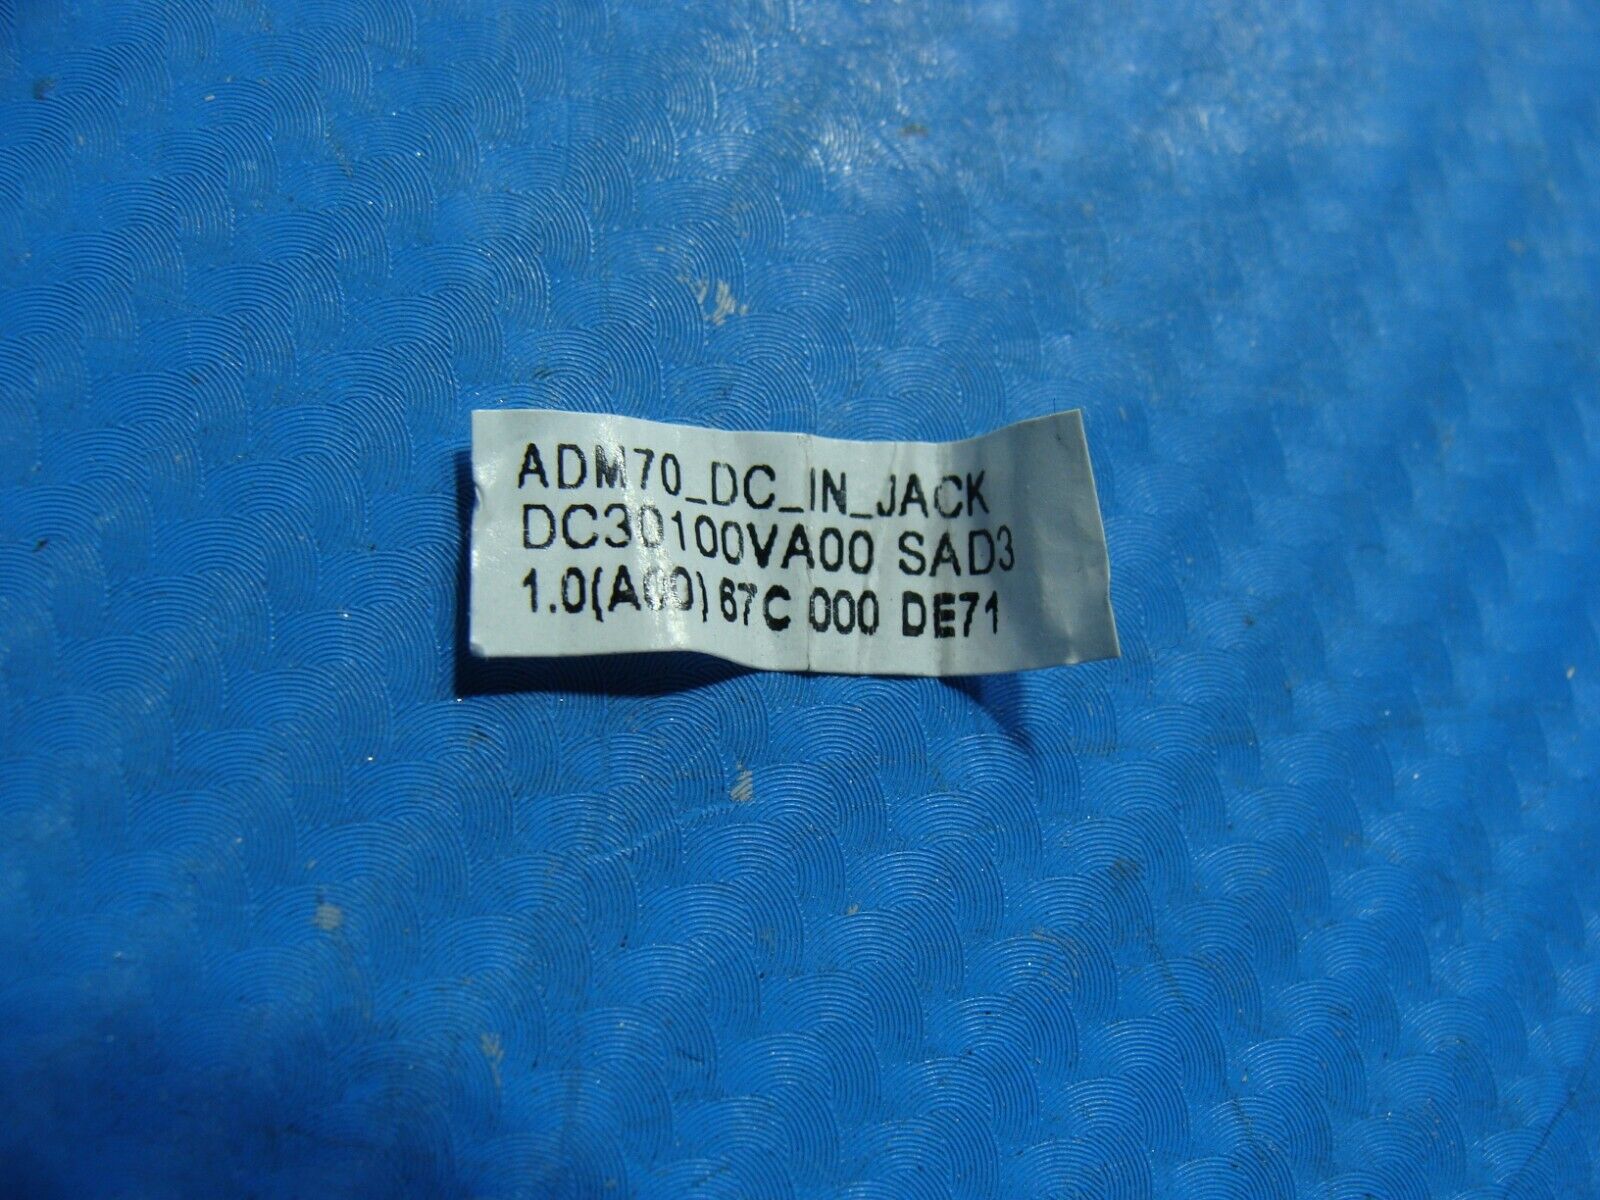 ADM70_DC_IN_JACK
DC30100VA00 SAD3
1.0(A00) 67C 000 DE71